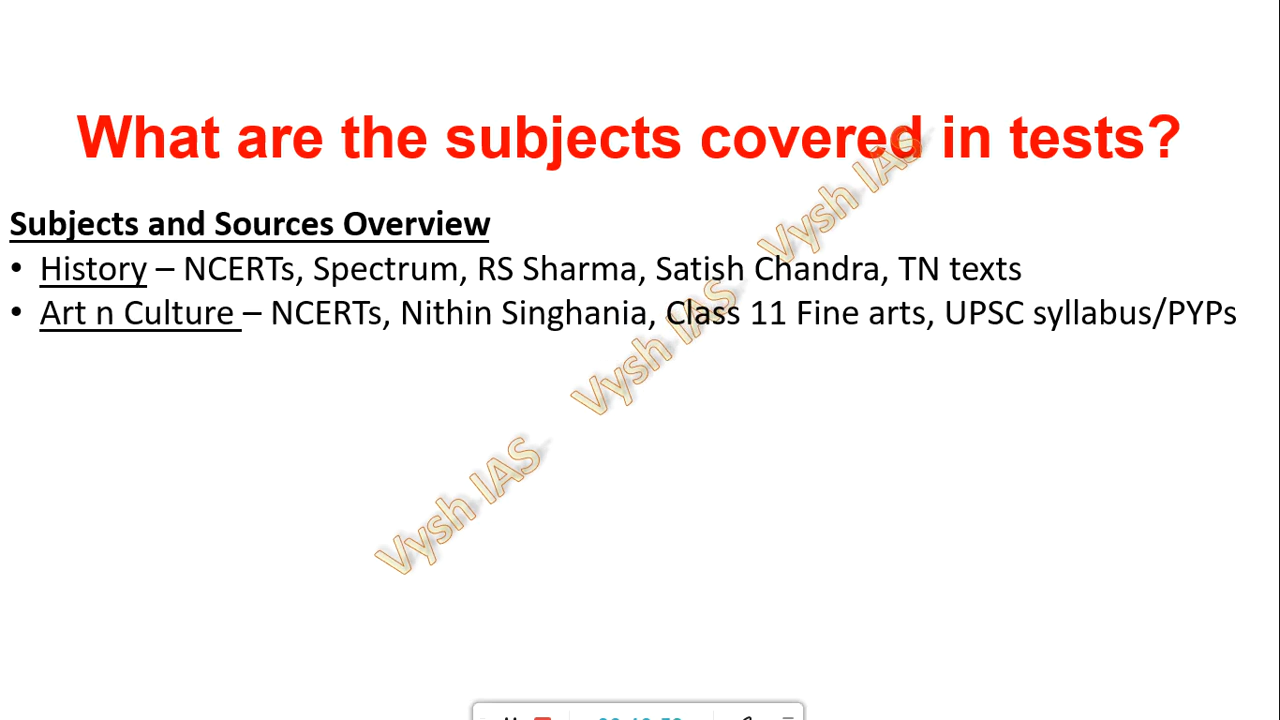 What are the subjects covered in tests?
Subjects and Sources Overview
• History – NCERTs, Spectrum, RS Sharma, Satish Chandra, TN texts
• Art n Culture – NCERTs, Nithin Singhania, Class 11 Fine arts, UPSC syllabus/PYPs
Vysh IAS
Vysh IAS
Vysh IAS